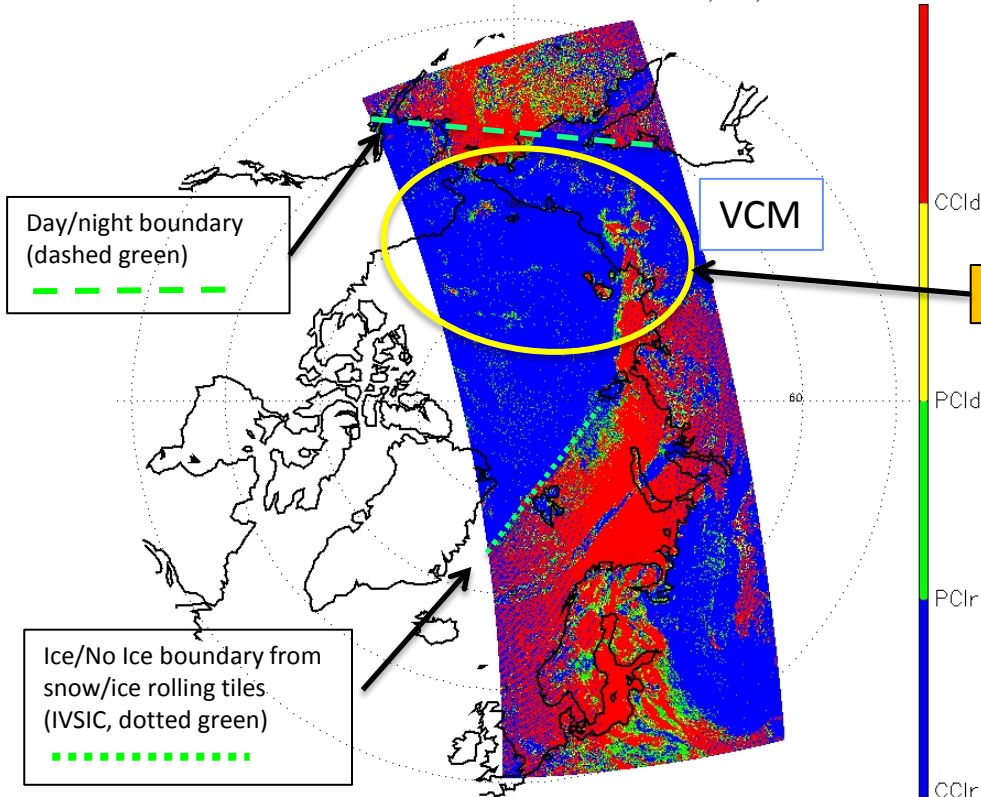 CCld
VCM
Day/night boundary
(dashed green)
PCld
60
PClr
Ice/No Ice boundary from
snow/ice rolling tiles
(IVSIC, dotted green)
CClr